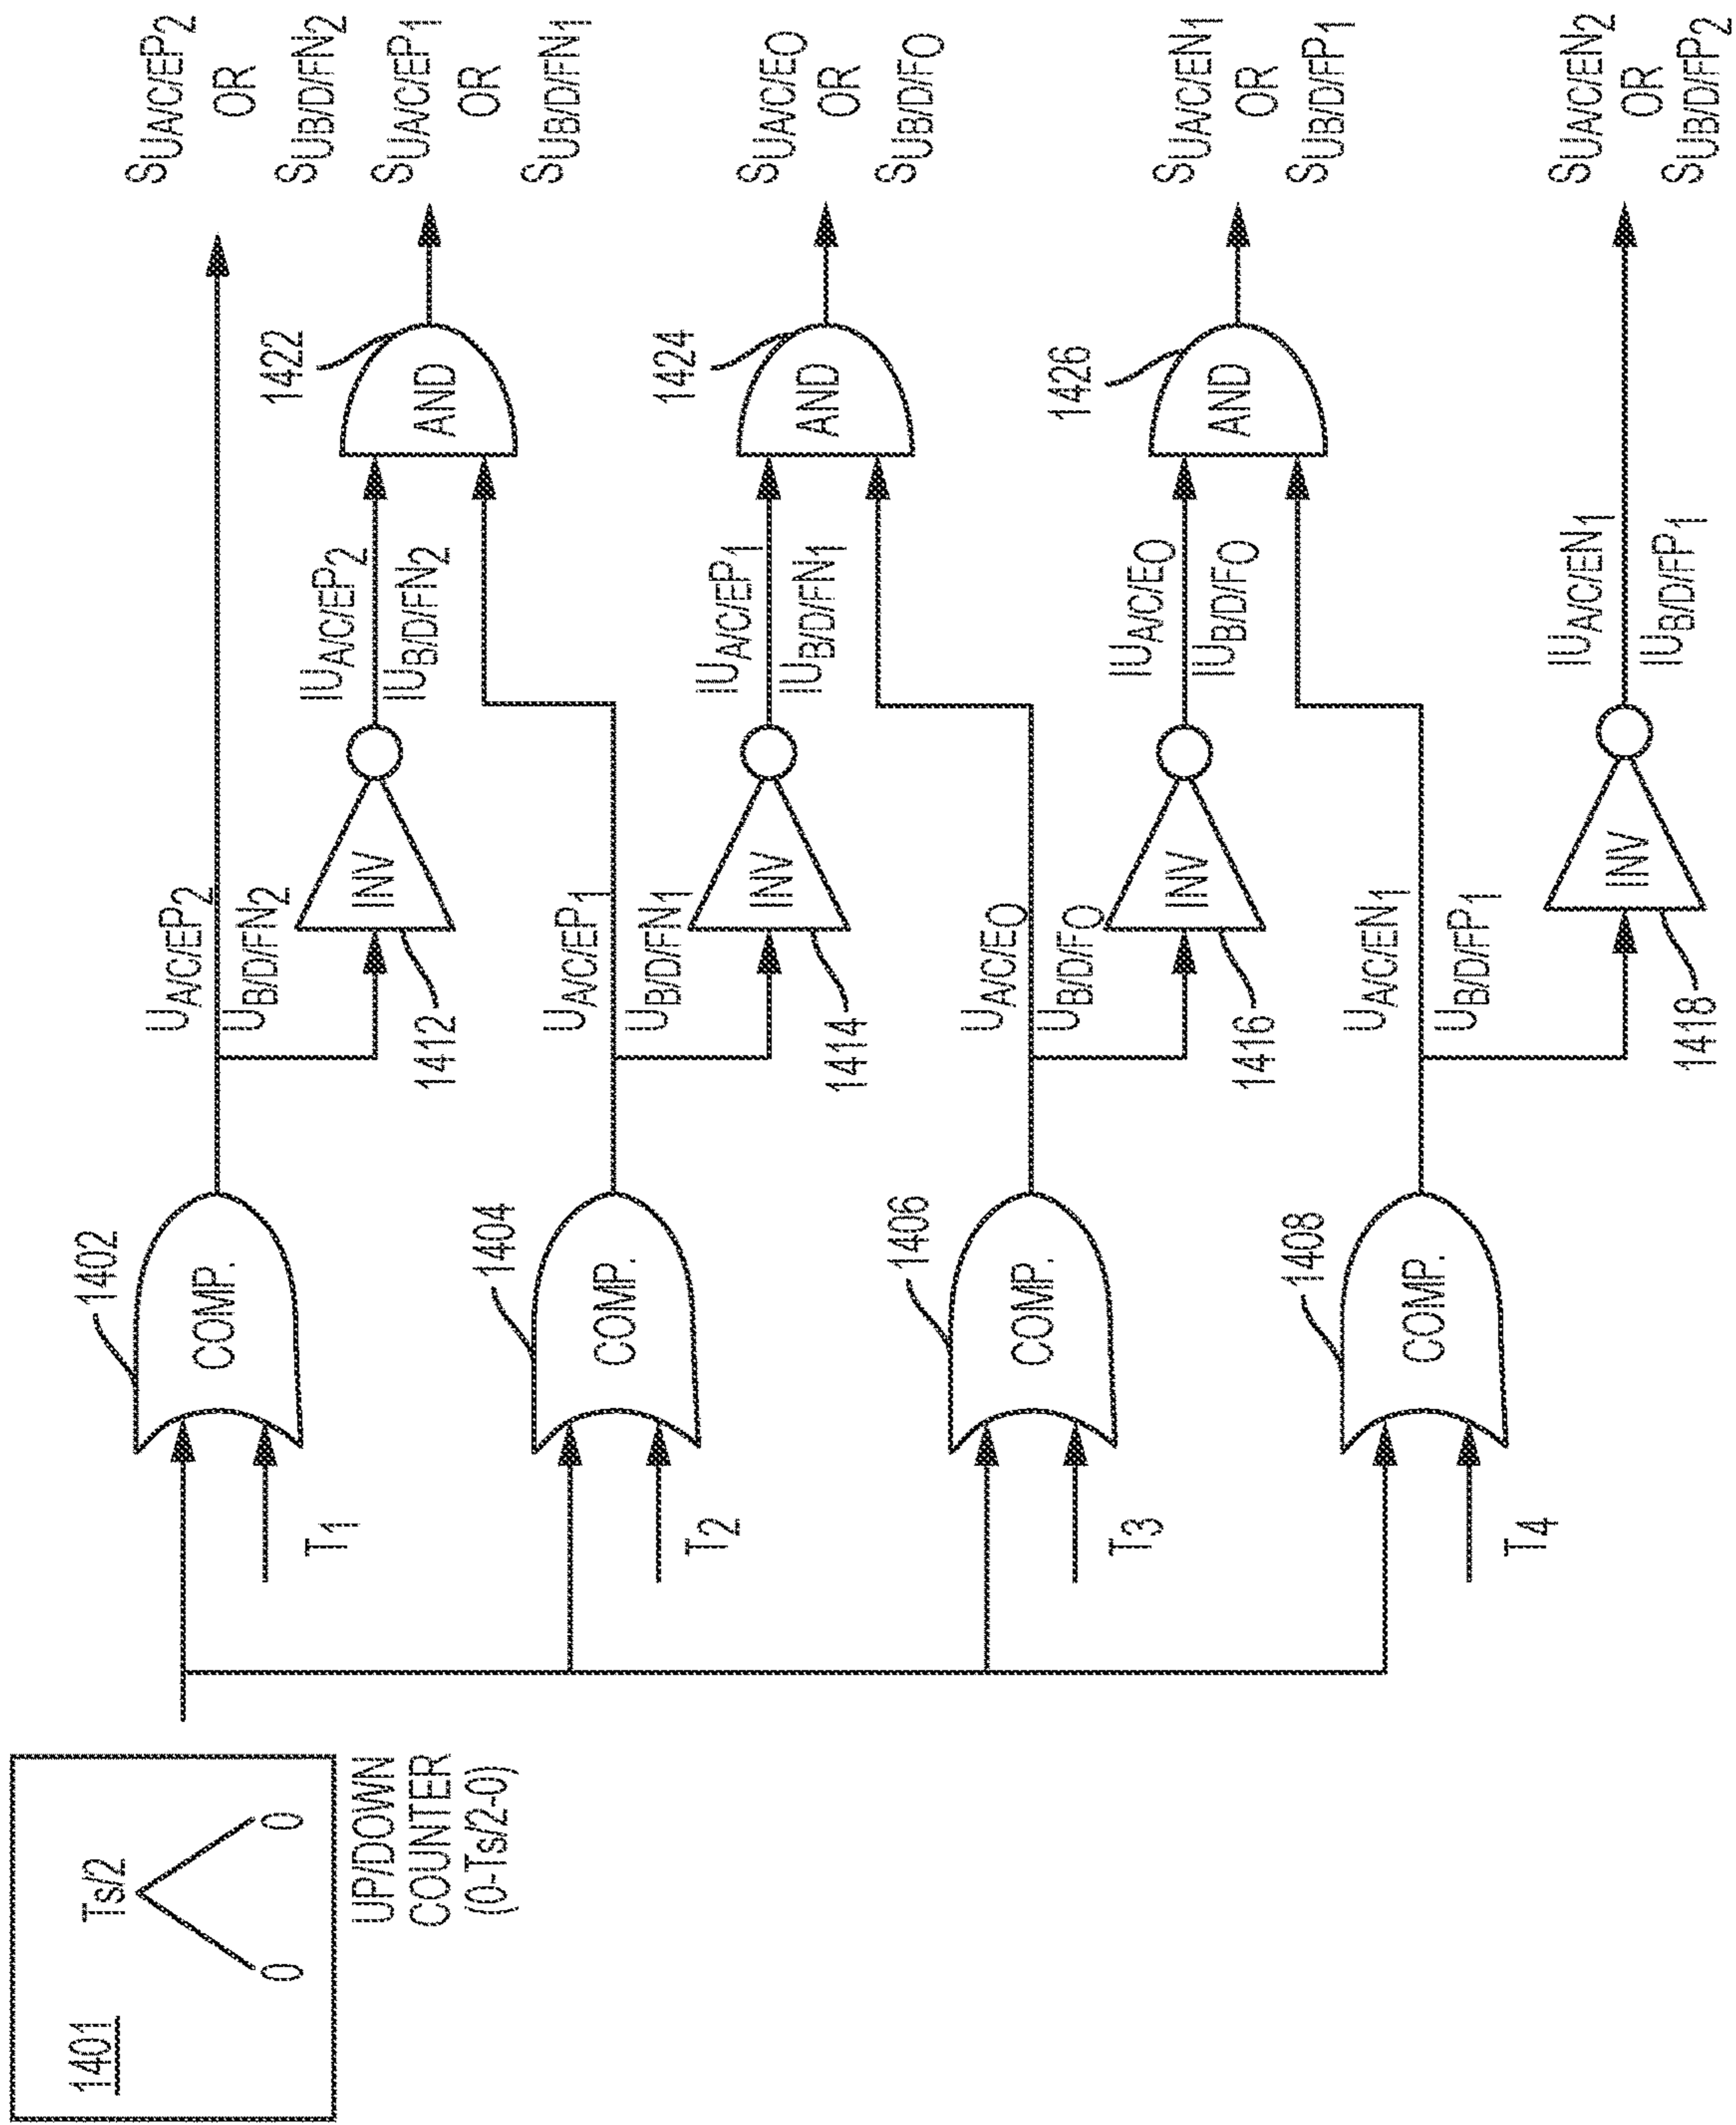 1401
Ts/2
0 0
UP/DOWN
COUNTER
(0-Ts/2-0)
T1
T2
T3
T4
1402
COMP.
1404
COMP.
1406
COMP.
1408
COMP.
UA/C/EP2
UB/D/FN2
1412
INV
IUA/C/EP2
IUB/D/FN2
1422
AND
SUA/C/EP2
OR
SUB/D/FN2
SUA/C/EP1
OR
SUB/D/FN1
UA/C/EP1
UB/D/FN1
1414
INV
IUA/C/EP1
IUB/D/FN1
1424
AND
SUA/C/EO
OR
SUB/D/FO
UA/C/EO
UB/D/FO
1416
INV
IUA/C/EO
IUB/D/FO
1426
AND
SUA/C/EN1
OR
SUB/D/FP1
UA/C/EN1
UB/D/FP1
1418
INV
IUA/C/EN1
IUB/D/FP1
SUA/C/EN2
OR
SUB/D/FP2